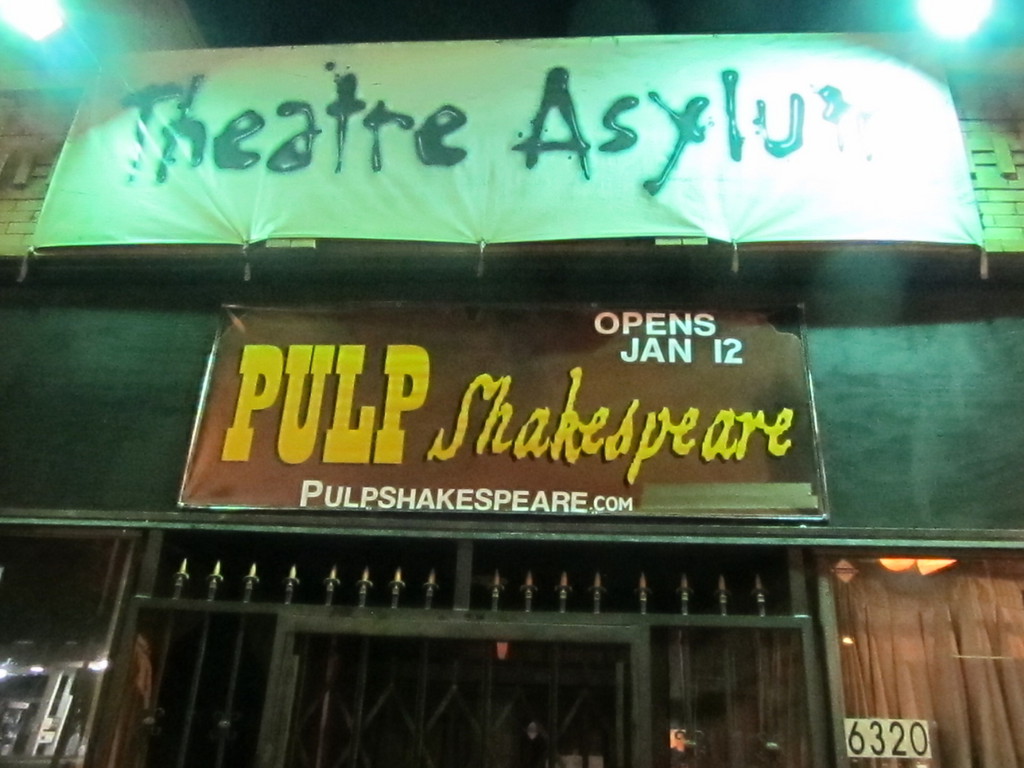 Theatre Asylum
OPENS
JAN 12
PULP Shakespeare
PULPSHAKESPEARE.COM
6320